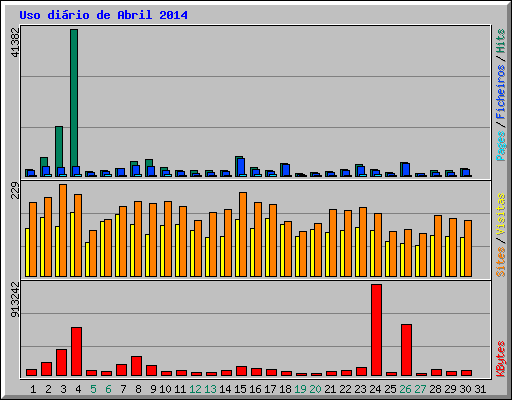 Uso diário de Abril 2014
41382
Pages / Ficheiros / Hits
229
Sites / Visitas
913242
KBytes
1 2 3 4 5 6 7 8 9 10 11 12 13 14 15 16 17 18 19 20 21 22 23 24 25 26 27 28 29 30 31